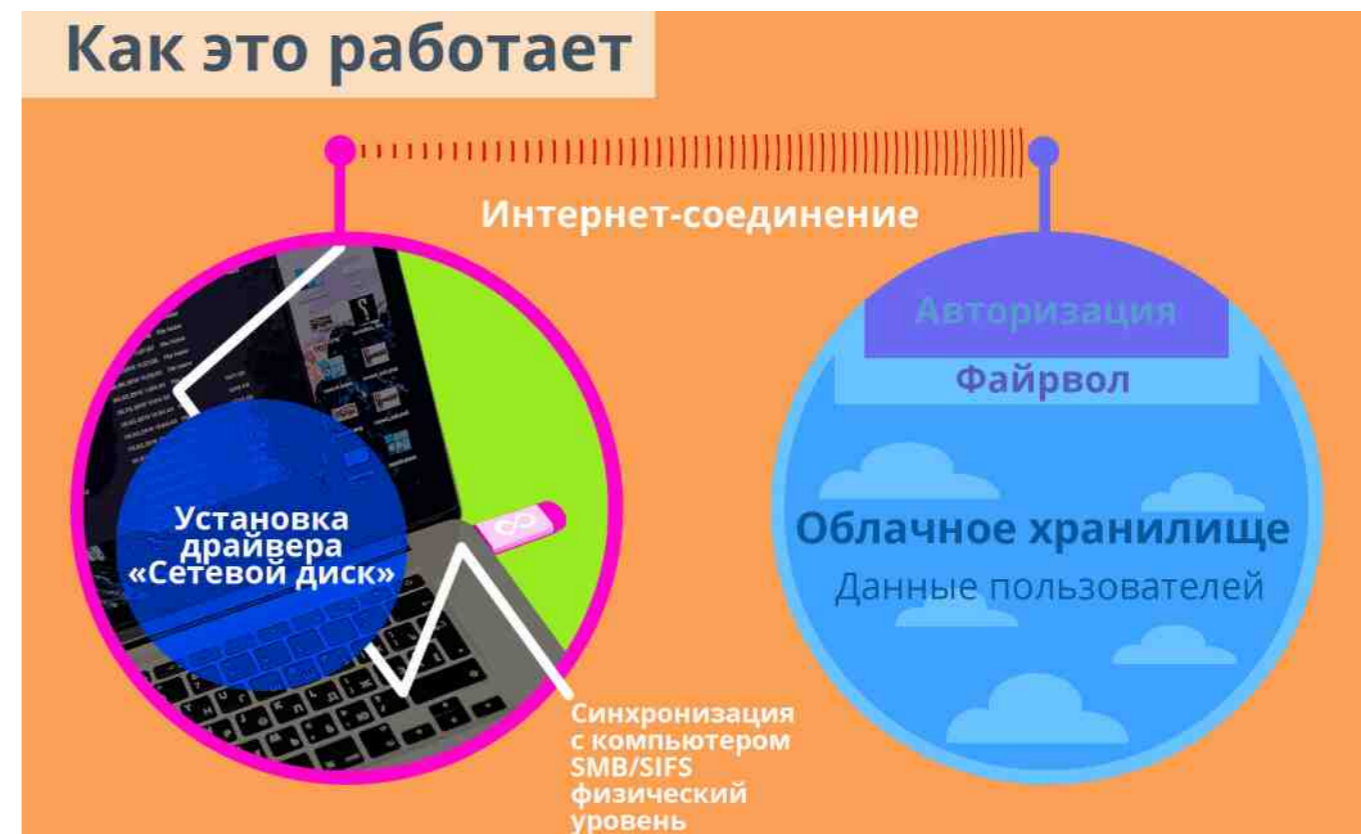 Как это работает
Интернет-соединение
Установка
драйвера
«Сетевой диск»
Синхронизация
с компьютером
SMB/SIFS
физический
уровень
Авторизация
Файрвол
Облачное хранилище
Данные пользователей